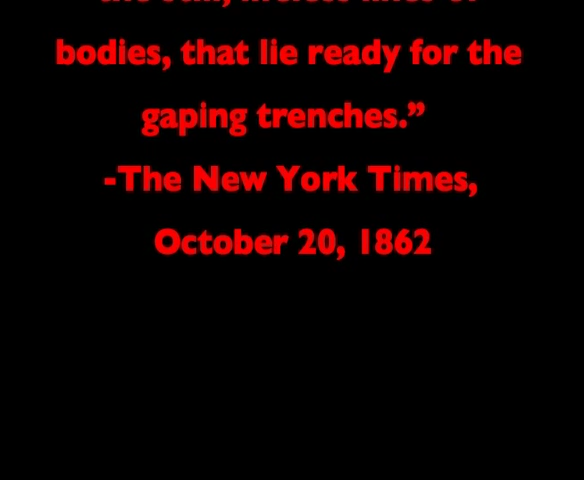 bodies, that lie ready for the
gaping trenches.”
-The New York Times,
October 20, 1862